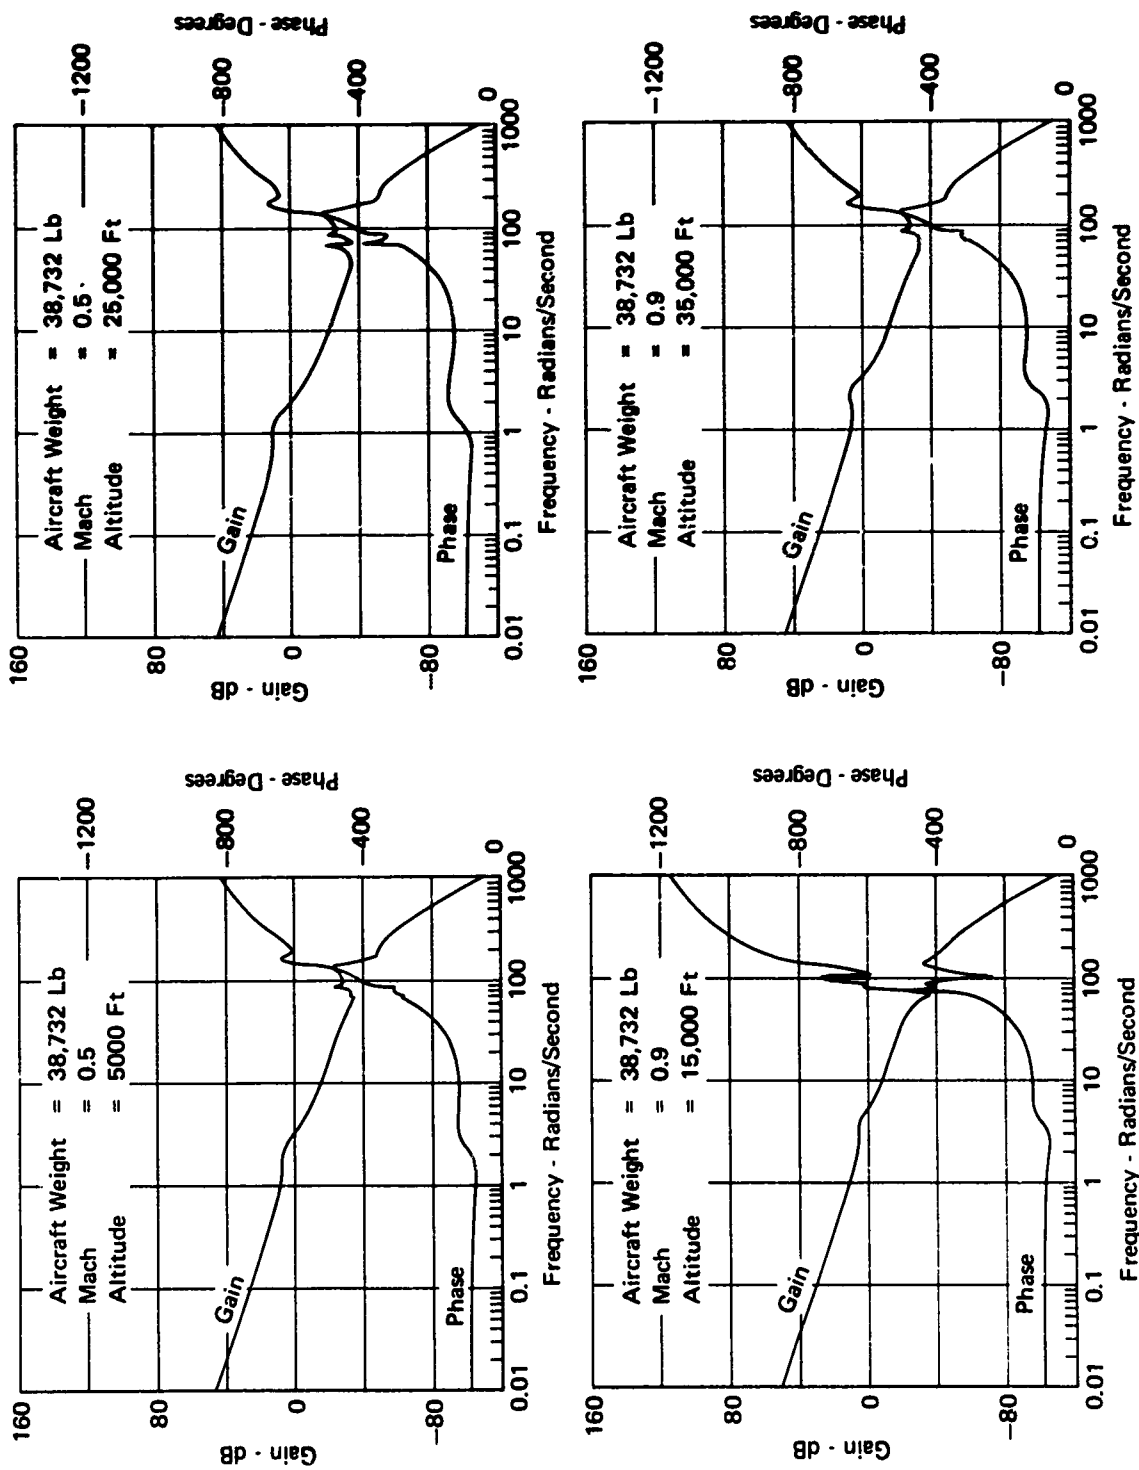 160
80
0
−80
Gain - dB
Aircraft Weight = 38,732 Lb
Mach = 0.5
Altitude = 5000 Ft
Gain
Phase
−1200
−800
−400
0
Phase - Degrees
0.01
0.1
1
10
100
1000
Frequency - Radians/Second
160
80
0
−80
Gain - dB
Aircraft Weight = 38,732 Lb
Mach = 0.5
Altitude = 25,000 Ft
Gain
Phase
−1200
−800
−400
0
Phase - Degrees
0.01
0.1
1
10
100
1000
Frequency - Radians/Second
160
80
0
−80
Gain - dB
Aircraft Weight = 38,732 Lb
Mach = 0.9
Altitude = 15,000 Ft
Gain
Phase
−1200
−800
−400
0
Phase - Degrees
0.01
0.1
1
10
100
1000
Frequency - Radians/Second
160
80
0
−80
Gain - dB
Aircraft Weight = 38,732 Lb
Mach = 0.9
Altitude = 35,000 Ft
Gain
Phase
−1200
−800
−400
0
Phase - Degrees
0.01
0.1
1
10
100
1000
Frequency - Radians/Second